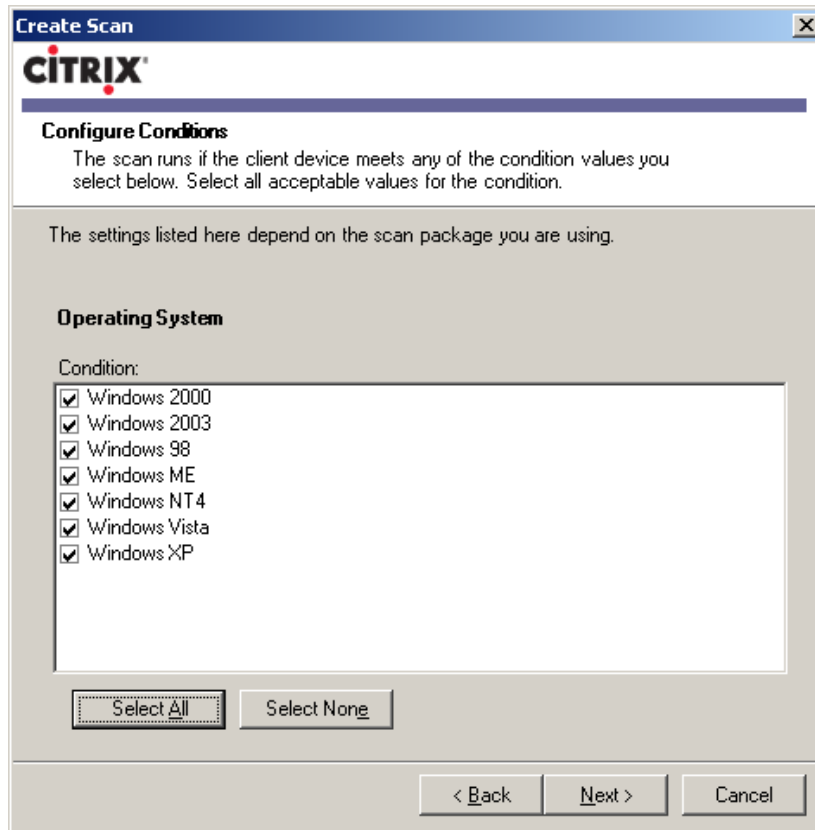 Create Scan
CİTRIX
Configure Conditions
The scan runs if the client device meets any of the condition values you
select below. Select all acceptable values for the condition.
The settings listed here depend on the scan package you are using.
Operating System
Condition:
Windows 2000
Windows 2003
Windows 98
Windows ME
Windows NT4
Windows Vista
Windows XP
Select All
Select None
< Back
Next >
Cancel